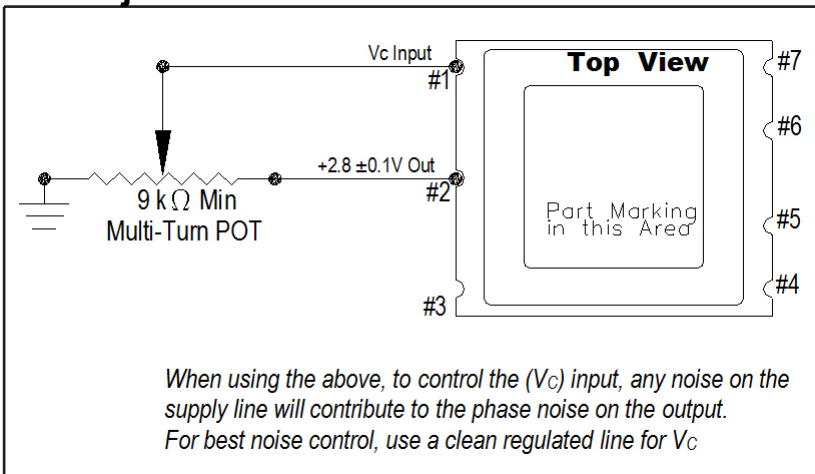 Vc Input
Top View
#7
#1
#6
+2.8 ±0.1V Out
#2
9 kΩ Min
Multi-Turn POT
Part Marking
in this Area
#5
#4
#3
When using the above, to control the (Vc) input, any noise on the
supply line will contribute to the phase noise on the output.
For best noise control, use a clean regulated line for Vc